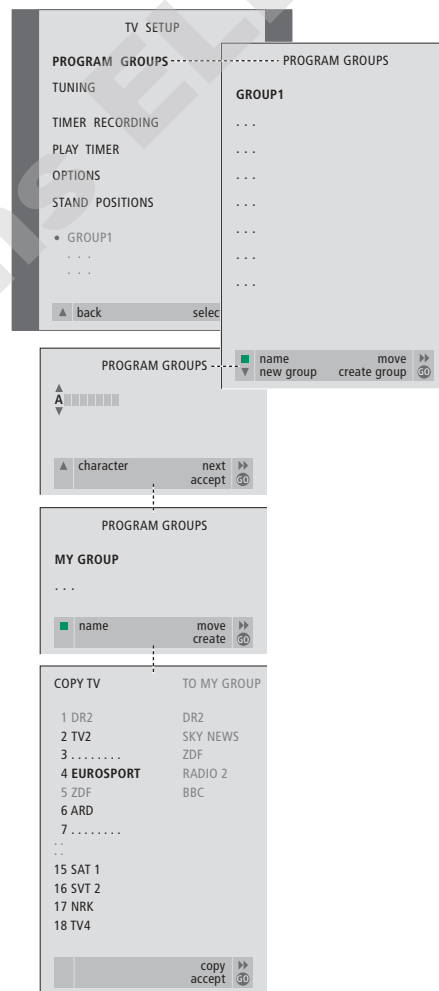 TV SETUP
PROGRAM GROUPS
TUNING
TIMER RECORDING
PLAY TIMER
OPTIONS
STAND POSITIONS
• GROUP1
. . .
. . .
▲ back selec
PROGRAM GROUPS
GROUP1
. . .
. . .
. . .
. . .
. . .
. . .
. . .
name move
new group create group GO
PROGRAM GROUPS
A
character next
accept GO
PROGRAM GROUPS
MY GROUP
. . .
name move
create GO
COPY TV TO MY GROUP
1 DR2 DR2
2 TV2 SKY NEWS
3 . . . . . . . . ZDF
4 EUROSPORT RADIO 2
5 ZDF BBC
6 ARD
7 . . . . . . . .
: :
15 SAT 1
16 SVT 2
17 NRK
18 TV4
copy
accept GO